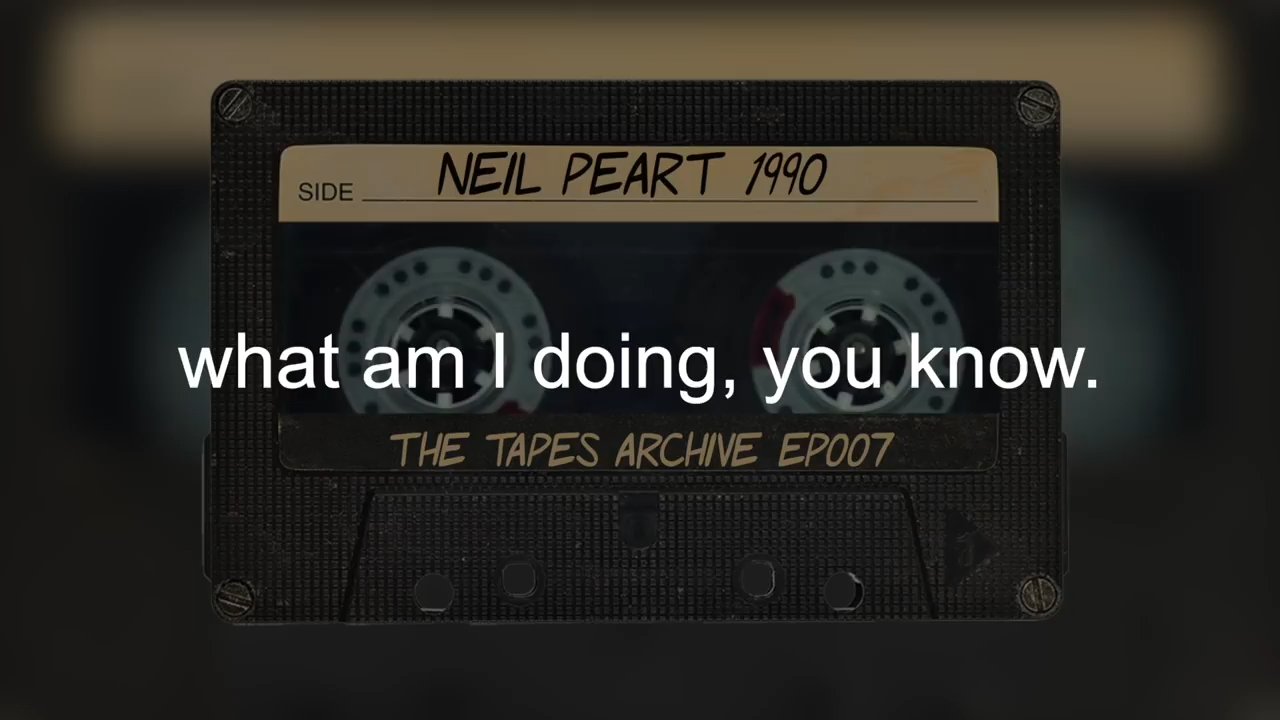 NEIL PEART 1990
SIDE
what am I doing, you know.
THE TAPES ARCHIVE EP007